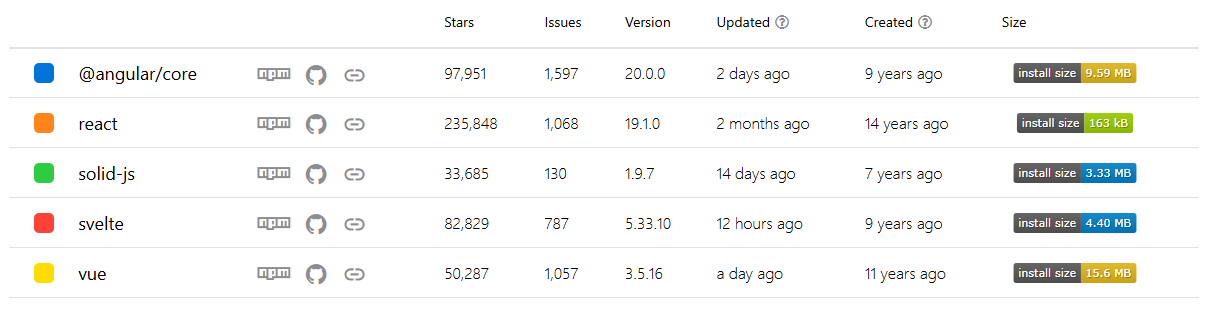 Stars Issues Version Updated ? Created ? Size
@angular/core npm 97,951 1,597 20.0.0 2 days ago 9 years ago install size 9.59 MB
react npm 235,848 1,068 19.1.0 2 months ago 14 years ago install size 163 kB
solid-js npm 33,685 130 1.9.7 14 days ago 7 years ago install size 3.33 MB
svelte npm 82,829 787 5.33.10 12 hours ago 9 years ago install size 4.40 MB
vue npm 50,287 1,057 3.5.16 a day ago 11 years ago install size 15.6 MB